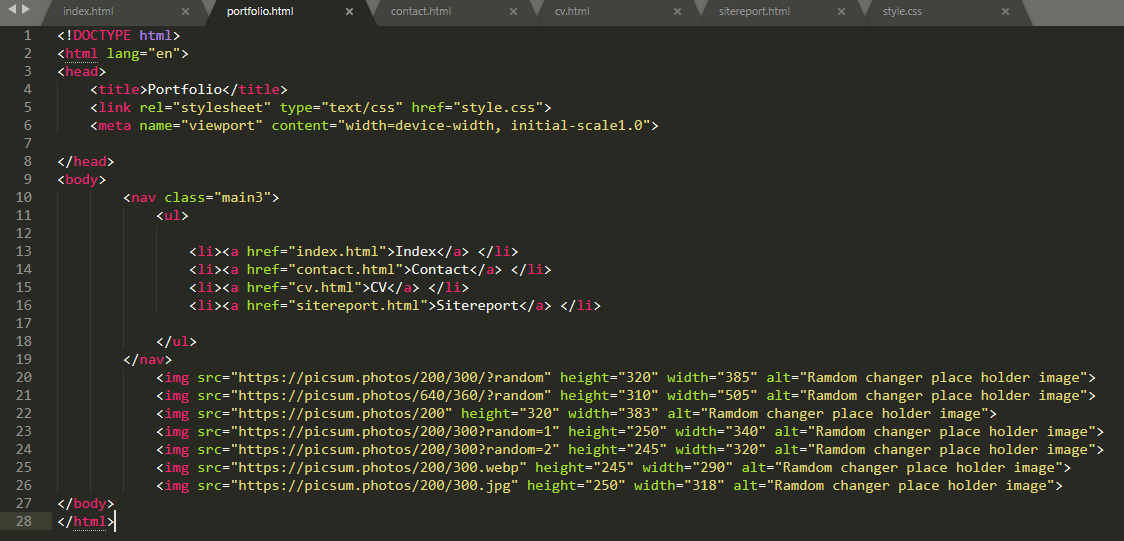 index.html × portfolio.html × contact.html × cv.html × sitereport.html × style.css ×
1 <!DOCTYPE html>
2 <html lang="en">
3 <head>
4 <title>Portfolio</title>
5 <link rel="stylesheet" type="text/css" href="style.css">
6 <meta name="viewport" content="width=device-width, initial-scale1.0">
7
8 </head>
9 <body>
10 <nav class="main3">
11 <ul>
12
13 <li><a href="index.html">Index</a> </li>
14 <li><a href="contact.html">Contact</a> </li>
15 <li><a href="cv.html">CV</a> </li>
16 <li><a href="sitereport.html">Sitereport</a> </li>
17
18 </ul>
19 </nav>
20 <img src="https://picsum.photos/200/300/?random" height="320" width="385" alt="Ramdom changer place holder image">
21 <img src="https://picsum.photos/640/360/?random" height="310" width="505" alt="Ramdom changer place holder image">
22 <img src="https://picsum.photos/200" height="320" width="383" alt="Ramdom changer place holder image">
23 <img src="https://picsum.photos/200/300?random=1" height="250" width="340" alt="Ramdom changer place holder image">
24 <img src="https://picsum.photos/200/300?random=2" height="245" width="320" alt="Ramdom changer place holder image">
25 <img src="https://picsum.photos/200/300.webp" height="245" width="290" alt="Ramdom changer place holder image">
26 <img src="https://picsum.photos/200/300.jpg" height="250" width="318" alt="Ramdom changer place holder image">
27 </body>
28 </html>